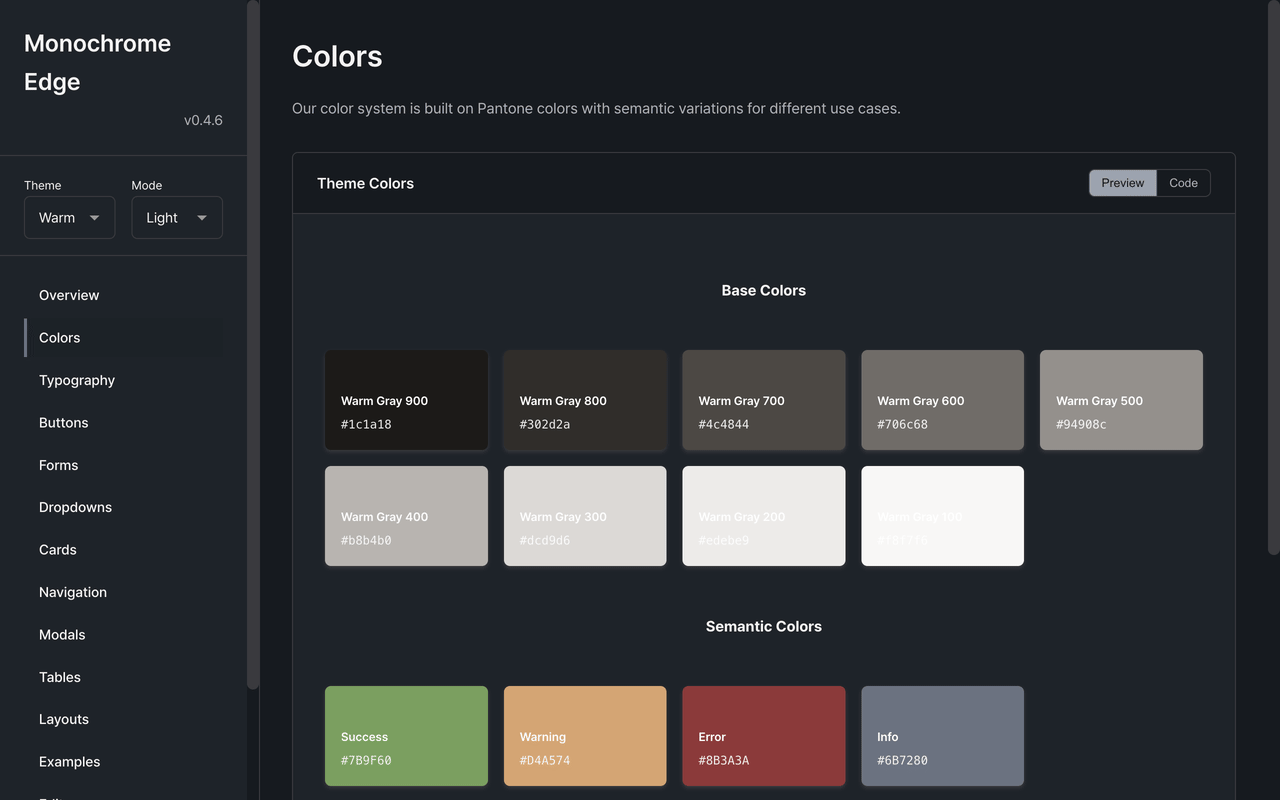 Monochrome
Edge
v0.4.6
Theme
Mode
Warm
Light
Overview
Colors
Typography
Buttons
Forms
Dropdowns
Cards
Navigation
Modals
Tables
Layouts
Examples
Colors
Our color system is built on Pantone colors with semantic variations for different use cases.
Theme Colors
Preview
Code
Base Colors
Warm Gray 900
#1c1a18
Warm Gray 800
#302d2a
Warm Gray 700
#4c4844
Warm Gray 600
#706c68
Warm Gray 500
#94908c
Warm Gray 400
#b8b4b0
Warm Gray 300
#dcd9d6
Warm Gray 200
#edebe9
Warm Gray 100
Semantic Colors
Success
#7B9F60
Warning
#D4A574
Error
#8B3A3A
Info
#6B7280